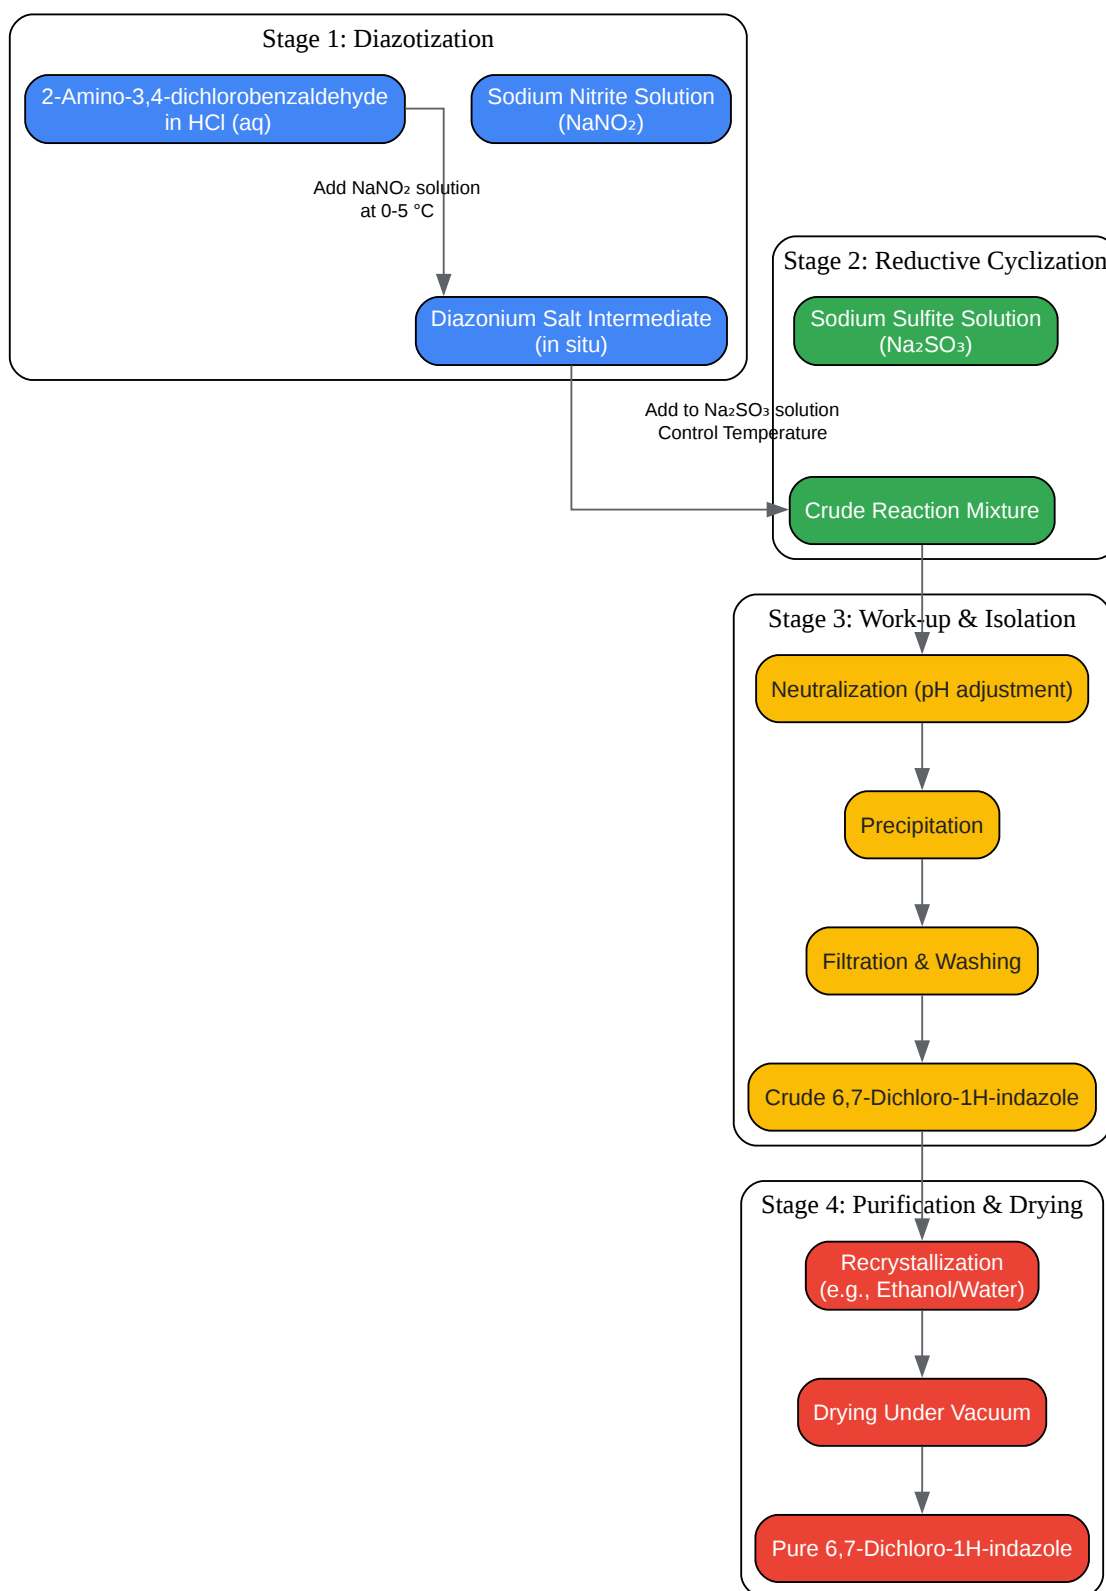 Stage 1: Diazotization
2-Amino-3,4-dichlorobenzaldehyde
in HCl (aq)
Sodium Nitrite Solution
(NaNO₂)
Add NaNO₂ solution
at 0-5 °C
Diazonium Salt Intermediate
(in situ)
Stage 2: Reductive Cyclization
Sodium Sulfite Solution
(Na₂SO₃)
Add to Na₂SO₃ solution
Control Temperature
Crude Reaction Mixture
Stage 3: Work-up & Isolation
Neutralization (pH adjustment)
Precipitation
Filtration & Washing
Crude 6,7-Dichloro-1H-indazole
Stage 4: Purification & Drying
Recrystallization
(e.g., Ethanol/Water)
Drying Under Vacuum
Pure 6,7-Dichloro-1H-indazole